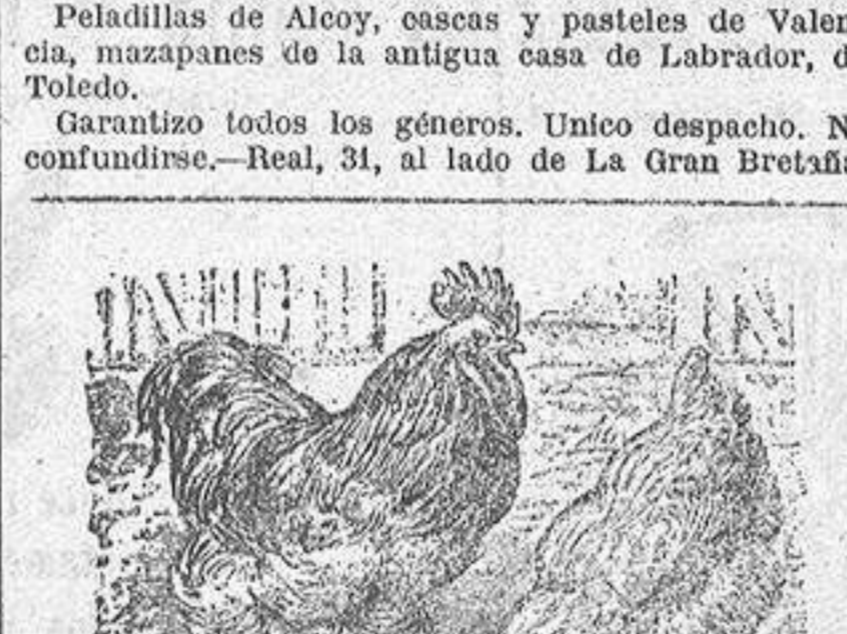 Peladillas de Alcoy, cascas y pasteles de Valen
cia, mazapanes de la antigua casa de Labrador, d
Toledo.
Garantizo todos los géneros. Unico despacho. N
confundirse.—Real, 31, al lado de La Gran Bretaña